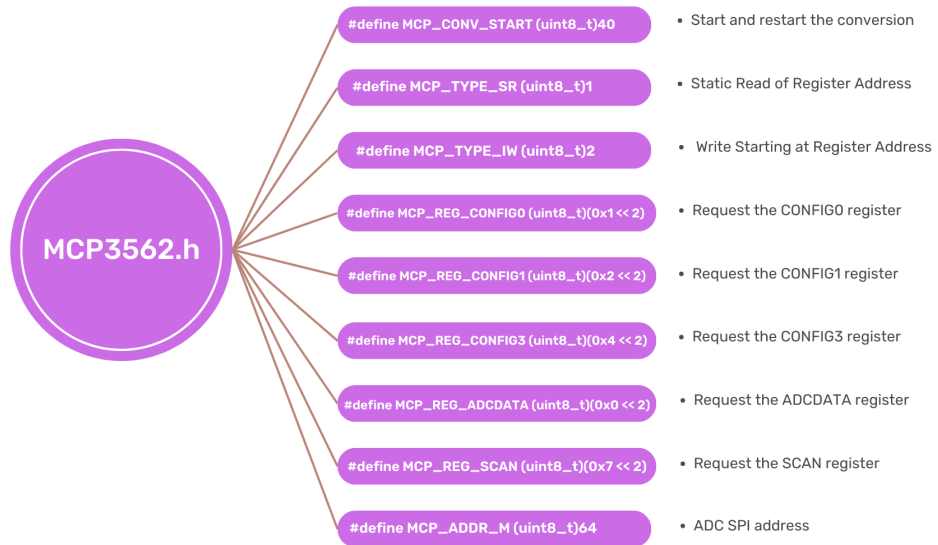 MCP3562.h
#define MCP_CONV_START (uint8_t)40
• Start and restart the conversion
#define MCP_TYPE_SR (uint8_t)1
• Static Read of Register Address
#define MCP_TYPE_IW (uint8_t)2
• Write Starting at Register Address
#define MCP_REG_CONFIG0 (uint8_t)(0x1 << 2)
• Request the CONFIG0 register
#define MCP_REG_CONFIG1 (uint8_t)(0x2 << 2)
• Request the CONFIG1 register
#define MCP_REG_CONFIG3 (uint8_t)(0x4 << 2)
• Request the CONFIG3 register
#define MCP_REG_ADCDATA (uint8_t)(0x0 << 2)
• Request the ADCDATA register
#define MCP_REG_SCAN (uint8_t)(0x7 << 2)
• Request the SCAN register
#define MCP_ADDR_M (uint8_t)64
• ADC SPI address